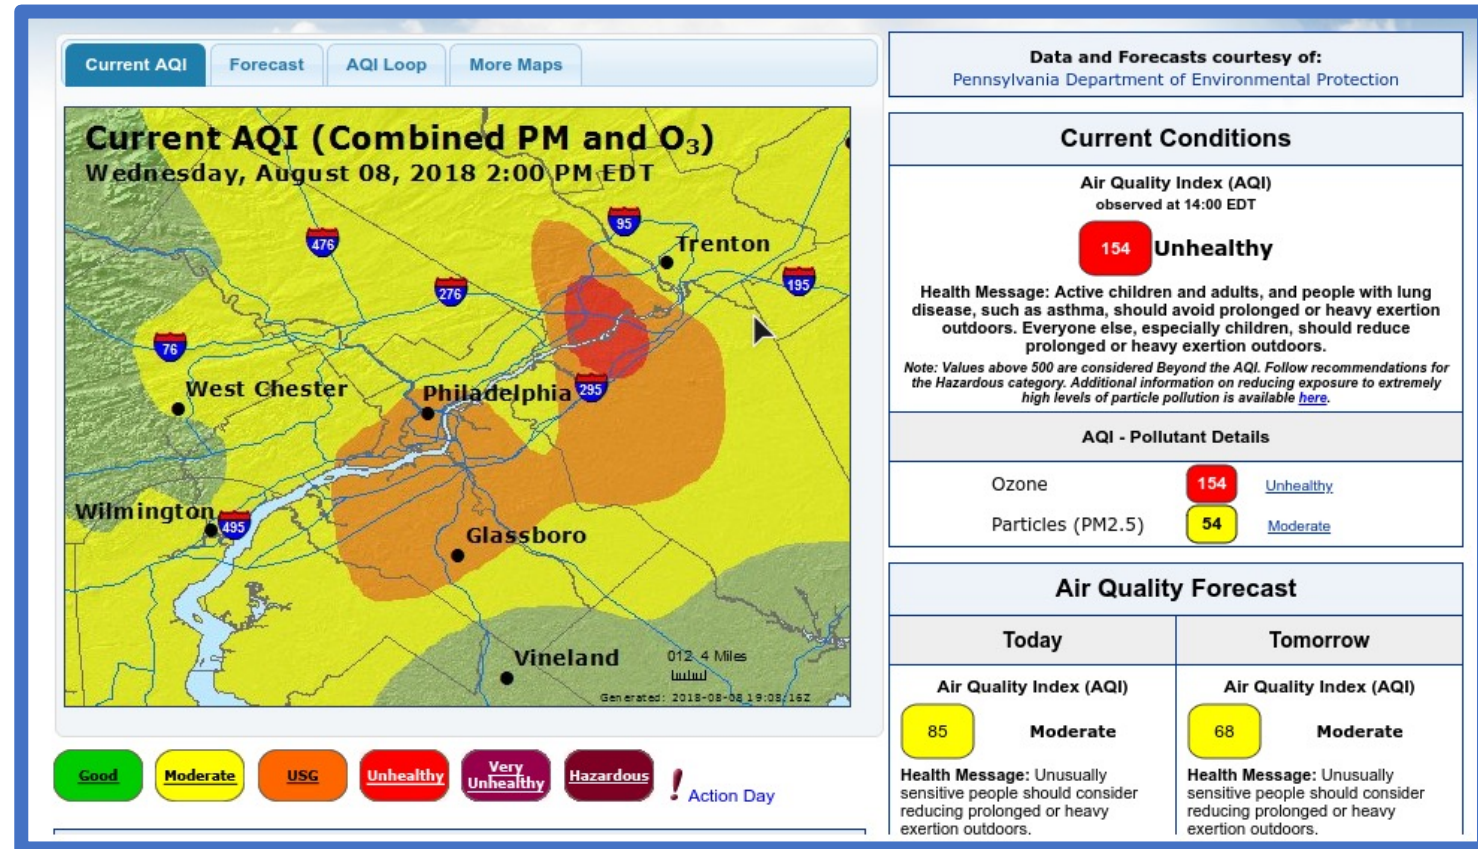 Current AQI
Forecast
AQI Loop
More Maps
Current AQI (Combined PM and O₃)
Wednesday, August 08, 2018 2:00 PM EDT
95
Trenton
476
276
195
76
West Chester
Philadelphia
295
Wilmington
495
Glassboro
Vineland
012 4 Miles
Generated: 2018-08-08 19:08:16Z
Good
Moderate
USG
Unhealthy
Very
Unhealthy
Hazardous
! Action Day
Data and Forecasts courtesy of:
Pennsylvania Department of Environmental Protection
Current Conditions
Air Quality Index (AQI)
observed at 14:00 EDT
154 Unhealthy
Health Message: Active children and adults, and people with lung
disease, such as asthma, should avoid prolonged or heavy exertion
outdoors. Everyone else, especially children, should reduce
prolonged or heavy exertion outdoors.
Note: Values above 500 are considered Beyond the AQI. Follow recommendations for
the Hazardous category. Additional information on reducing exposure to extremely
high levels of particle pollution is available here.
AQI - Pollutant Details
Ozone 154 Unhealthy
Particles (PM2.5) 54 Moderate
Air Quality Forecast
Today
Air Quality Index (AQI)
85 Moderate
Health Message: Unusually
sensitive people should consider
reducing prolonged or heavy
exertion outdoors.
Tomorrow
Air Quality Index (AQI)
68 Moderate
Health Message: Unusually
sensitive people should consider
reducing prolonged or heavy
exertion outdoors.